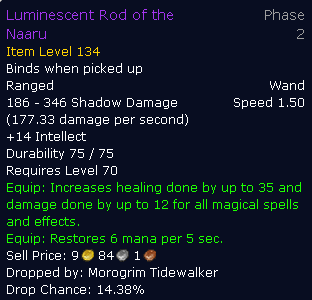 Luminescent Rod of the Naaru Phase 2
Item Level 134
Binds when picked up
Ranged Wand
186 - 346 Shadow Damage Speed 1.50
(177.33 damage per second)
+14 Intellect
Durability 75 / 75
Requires Level 70
Equip: Increases healing done by up to 35 and
damage done by up to 12 for all magical spells
and effects.
Equip: Restores 6 mana per 5 sec.
Sell Price: 9 84 1
Dropped by: Morogrim Tidewalker
Drop Chance: 14.38%